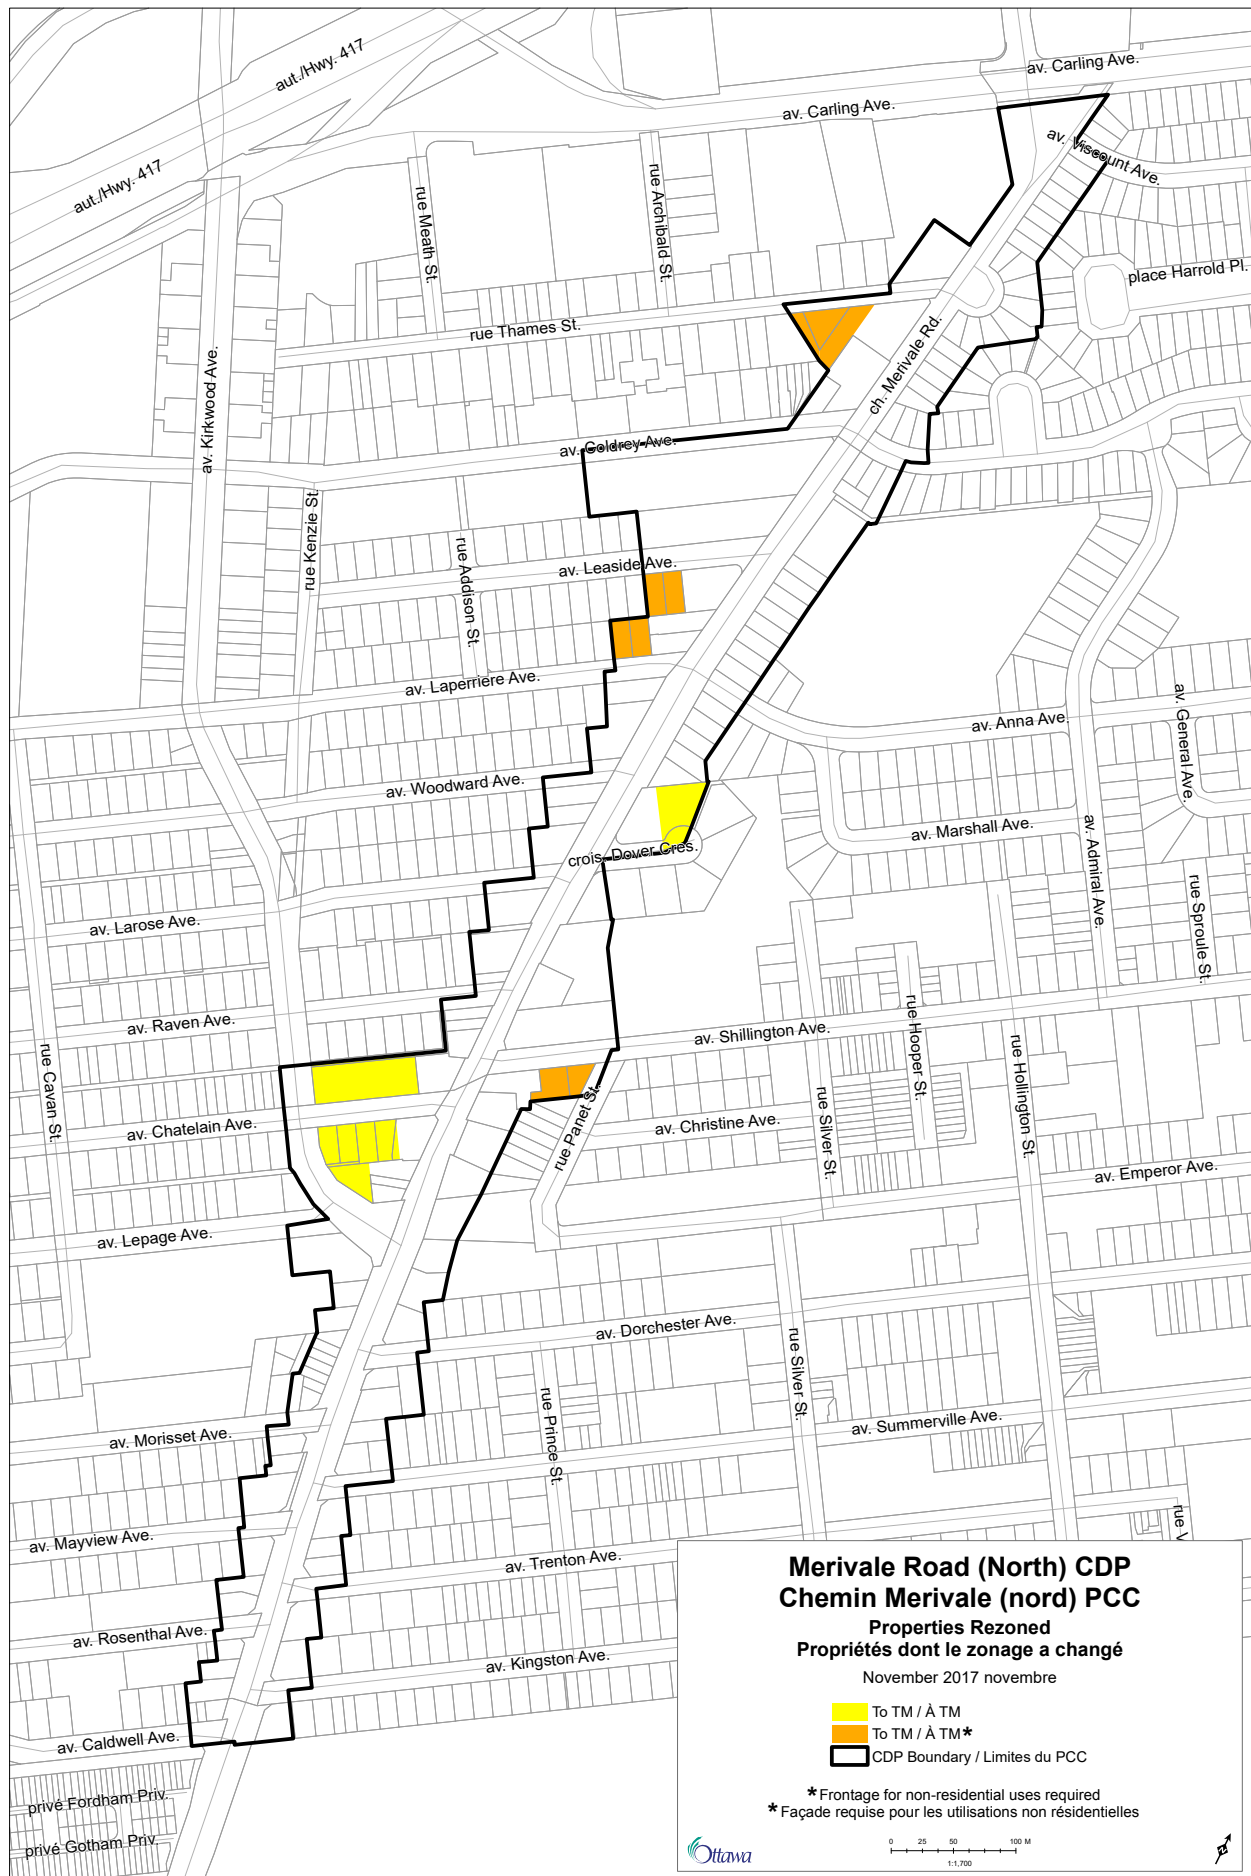 aut./Hwy. 417
av. Carling Ave.
av. Carling Ave.
av. Viscount Ave.
aut./Hwy. 417
rue Meath St.
rue Archibald St.
place Harrold Pl.
rue Thames St.
ch. Merivale Rd.
av. Kirkwood Ave.
av. Coldrey Ave.
rue Kenzie St.
rue Addison St.
av. Leaside Ave.
av. Laperriere Ave.
av. Anna Ave.
av. General Ave.
av. Woodward Ave.
av. Marshall Ave.
av. Admiral Ave.
crois. Dover Cres.
av. Larose Ave.
rue Sproule St.
av. Raven Ave.
av. Shillington Ave.
rue Hooper St.
rue Hollington St.
rue Cavan St.
av. Chatelain Ave.
rue Panet St.
av. Christine Ave.
rue Silver St.
av. Emperor Ave.
av. Lepage Ave.
av. Dorchester Ave.
rue Silver St.
rue Prince St.
av. Morisset Ave.
av. Summerville Ave.
av. Mayview Ave.
av. Trenton Ave.
rue V
av. Rosenthal Ave.
av. Kingston Ave.
av. Caldwell Ave.
privé Fordham Priv.
privé Gotham Priv.
Merivale Road (North) CDP
Chemin Merivale (nord) PCC
Properties Rezoned
Propriétés dont le zonage a changé
November 2017 novembre
To TM / À TM
To TM / À TM*
CDP Boundary / Limites du PCC
* Frontage for non-residential uses required
* Façade requise pour les utilisations non résidentielles
Ottawa
0 25 50 100 M
1:1,700